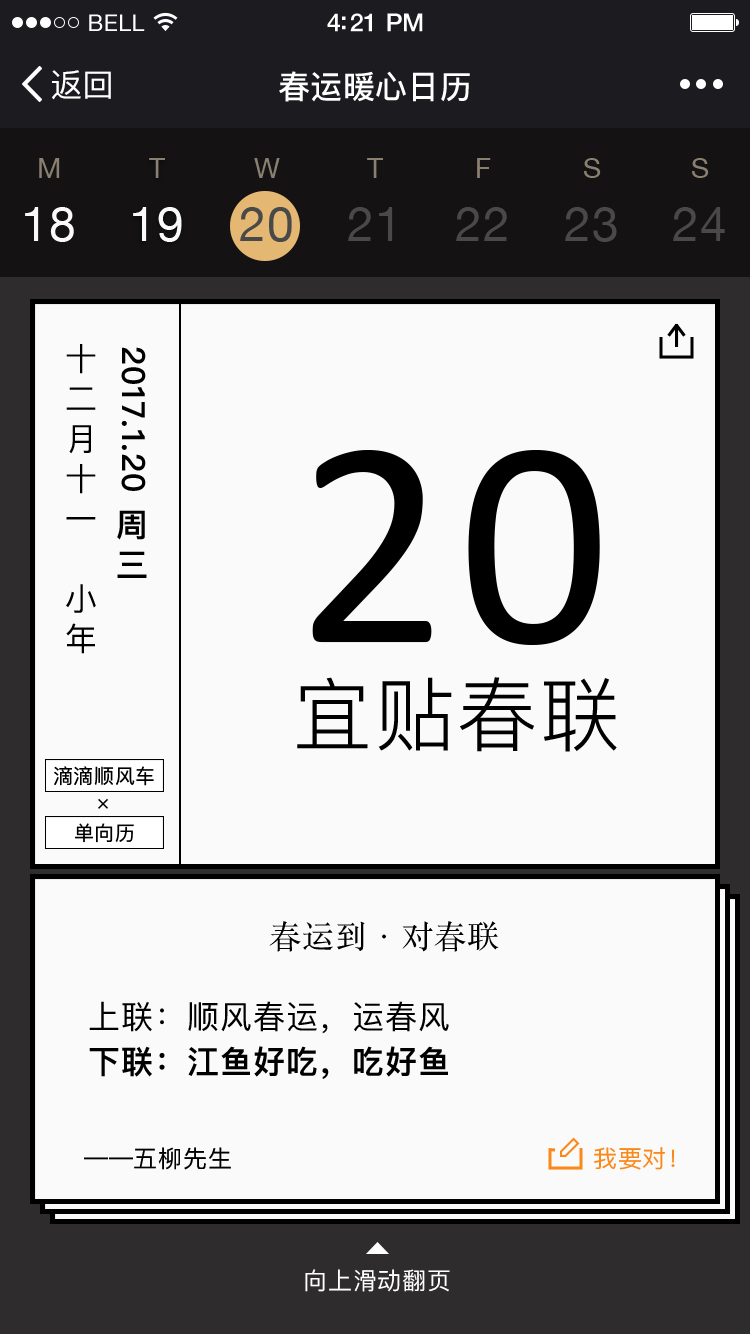 BELL 4:21 PM
返回 春运暖心日历
M T W T F S S
18 19 20 21 22 23 24
2017.1.20 周三
十二月十一 小年
滴滴顺风车
×
单向历
20
宜贴春联
春运到 · 对春联
上联：顺风春运，运春风
下联：江鱼好吃，吃好鱼
——五柳先生 我要对!
向上滑动翻页